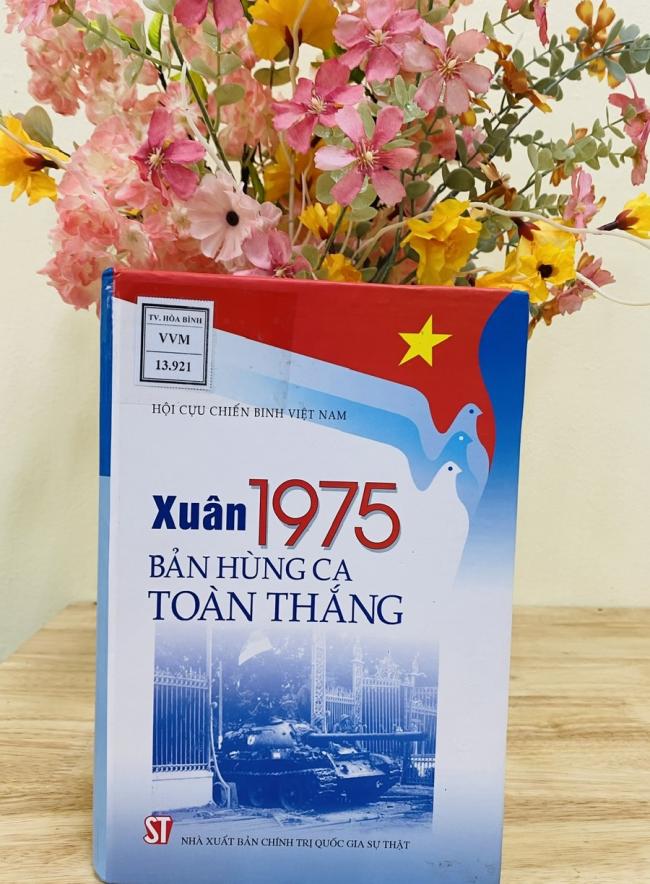 TV. HÒA BÌNH
VVM
13.921
HỘI CỰU CHIẾN BINH VIỆT NAM
Xuân 1975
BẢN HÙNG CA
TOÀN THẮNG
ST
NHÀ XUẤT BẢN CHÍNH TRỊ QUỐC GIA SỰ THẬT